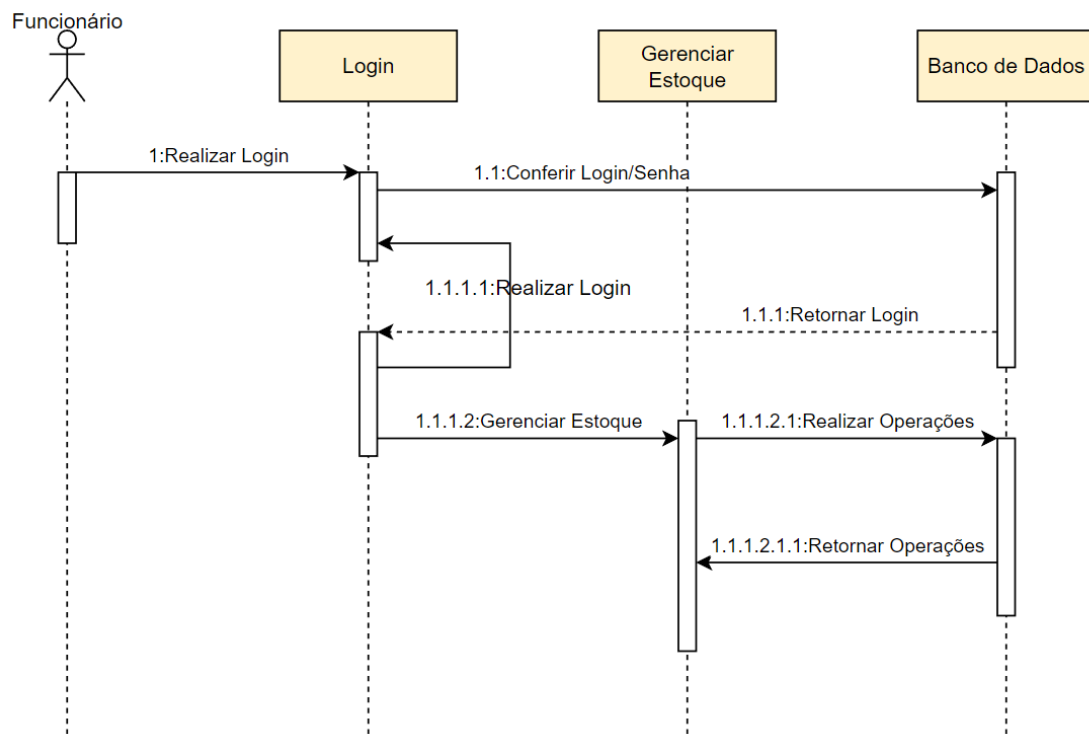 Funcionário
Login
Gerenciar
Estoque
Banco de Dados
1:Realizar Login
1.1:Conferir Login/Senha
1.1.1.1:Realizar Login
1.1.1:Retornar Login
1.1.1.2:Gerenciar Estoque
1.1.1.2.1:Realizar Operações
1.1.1.2.1.1:Retornar Operações